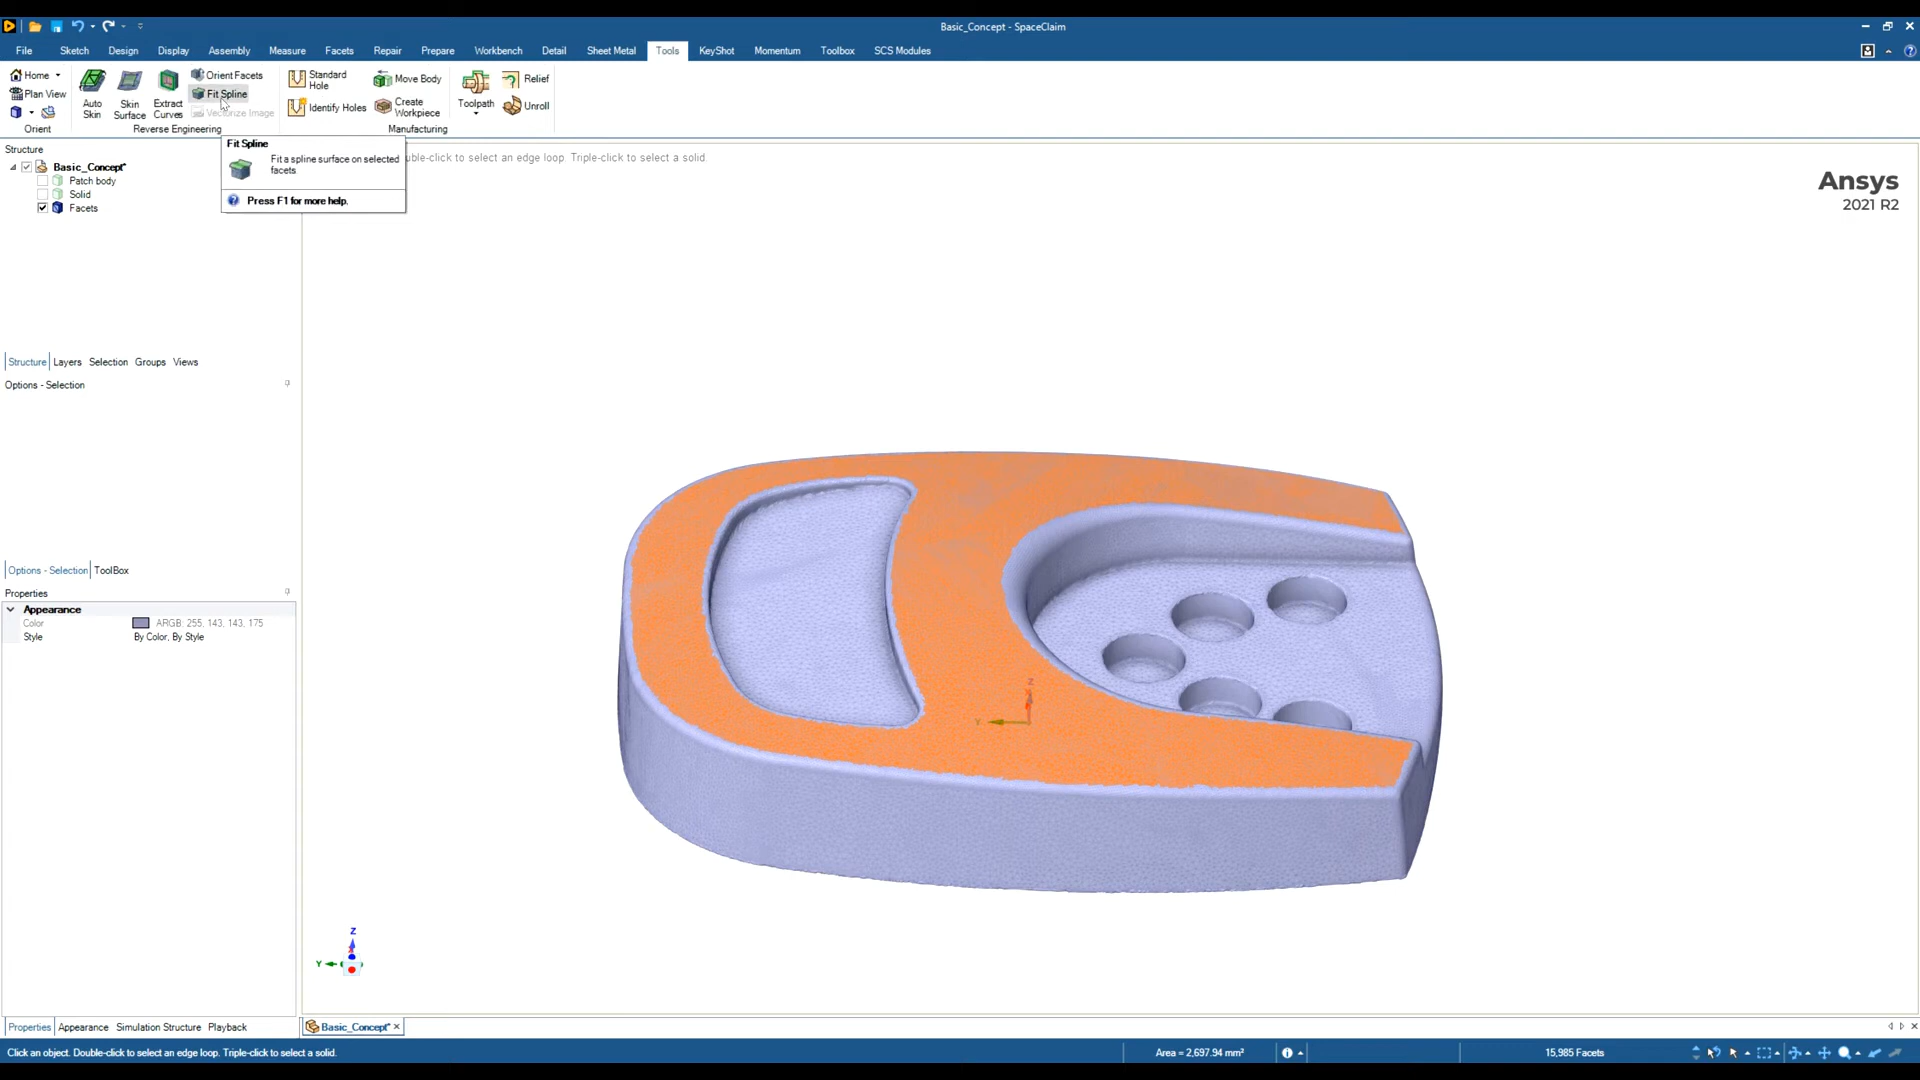 Basic_Concept - SpaceClaim
File Sketch Design Display Assembly Measure Facets Repair Prepare Workbench Detail Sheet Metal Tools KeyShot Momentum Toolbox SCS Modules
Home
Plan View
Orient
Auto Skin
Skin Surface
Extract Curves
Orient Facets
Fit Spline
Vectorize Image
Reverse Engineering
Standard Hole
Identify Holes
Move Body
Create Workpiece
Toolpath
Relief
Unroll
Manufacturing
Fit Spline
Fit a spline surface on selected
facets
Press F1 for more help.
uble-click to select an edge loop. Triple-click to select a solid.
Structure
Basic_Concept*
Patch body
Solid
Facets
Structure Layers Selection Groups Views
Options - Selection
Options - Selection ToolBox
Properties
Appearance
Color ARGB: 255, 143, 143, 175
Style By Color, By Style
Ansys
2021 R2
Z
Y
Z
Y
Properties Appearance Simulation Structure Playback
Basic_Concept*
Click an object. Double-click to select an edge loop. Triple-click to select a solid.
Area = 2,697.94 mm²
15,985 Facets